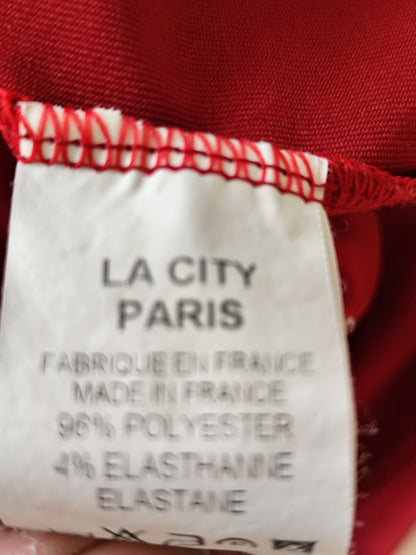 LA CITY
PARIS
FABRIQUE EN FRANCE
MADE IN FRANCE
96% POLYESTER
4% ELASTHANNE
ELASTANE